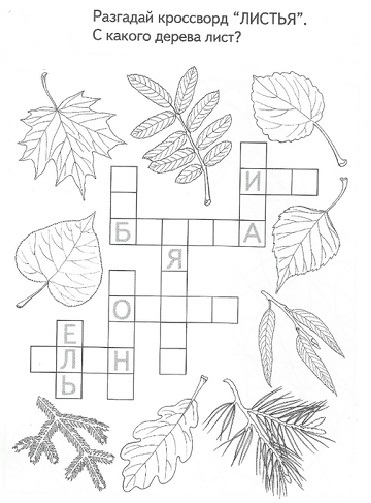 Разгадай кроссворд “ЛИСТЬЯ”.
С какого дерева лист?
И
Б А
Я
О
Е
Л Н
Ь